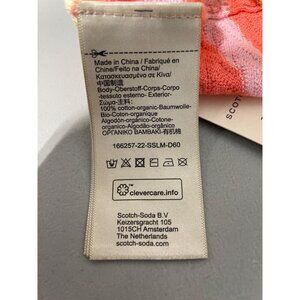 Made in China / Fabriqué en
Chine/Feito na China/
Κατασκευασμένο σε Κίνα/
中国制造
Body-Oberstoff-Corps-Corpo
-tessuto esterno- Exterior-
Σώμα-
100% cotton-organic-Baumwolle-
Bio-Coton-organique
Algodón-orgánico-Cotone-
organico-Algodão-organico-
ΟΡΓΑΝΙΚΟ ΒΑΜΒΑΚΙ-有机棉
166257-22-SSLM-D60
clevercare.info
Scotch-Soda B.V
Keizersgracht 105
1015CH Amsterdam
The Netherlands
scotch-soda.com